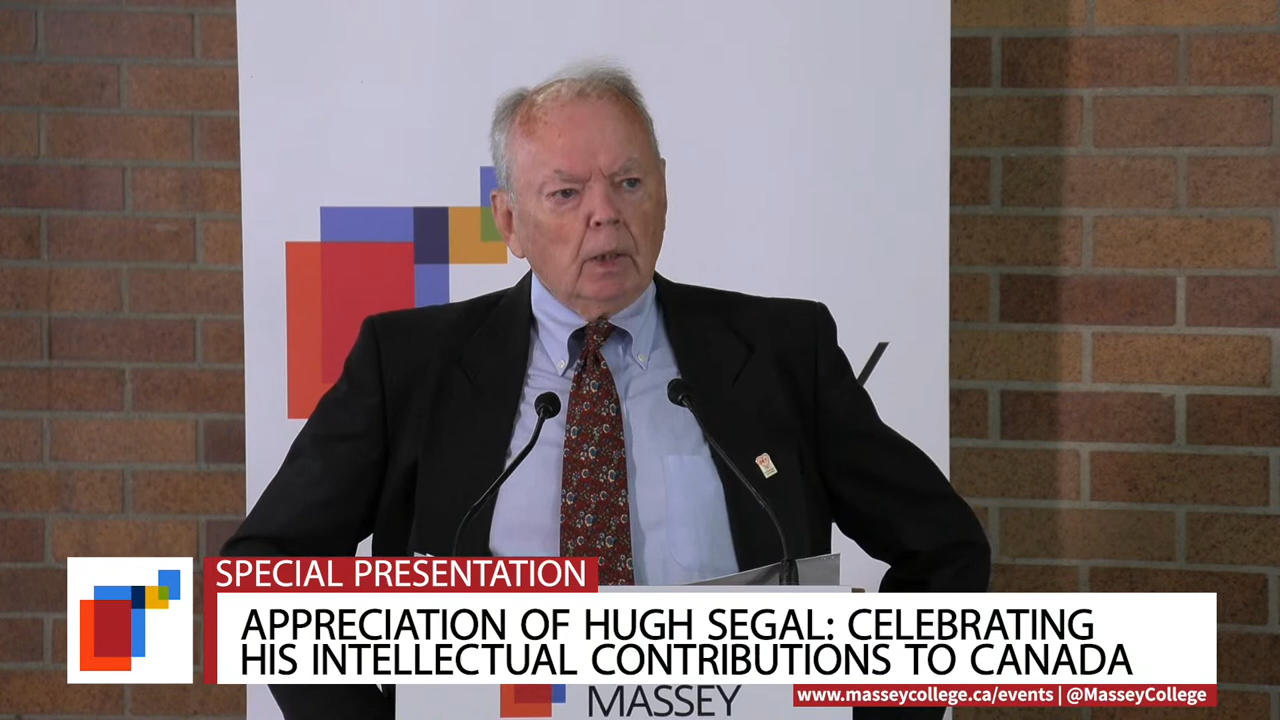 SPECIAL PRESENTATION
APPRECIATION OF HUGH SEGAL: CELEBRATING
HIS INTELLECTUAL CONTRIBUTIONS TO CANADA
MASSEY
www.masseycollege.ca/events | @MasseyCollege